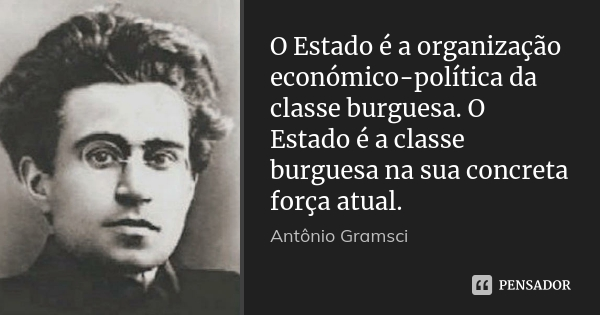 O Estado é a organização
económico-política da
classe burguesa. O
Estado é a classe
burguesa na sua concreta
força atual.
Antônio Gramsci
PENSADOR